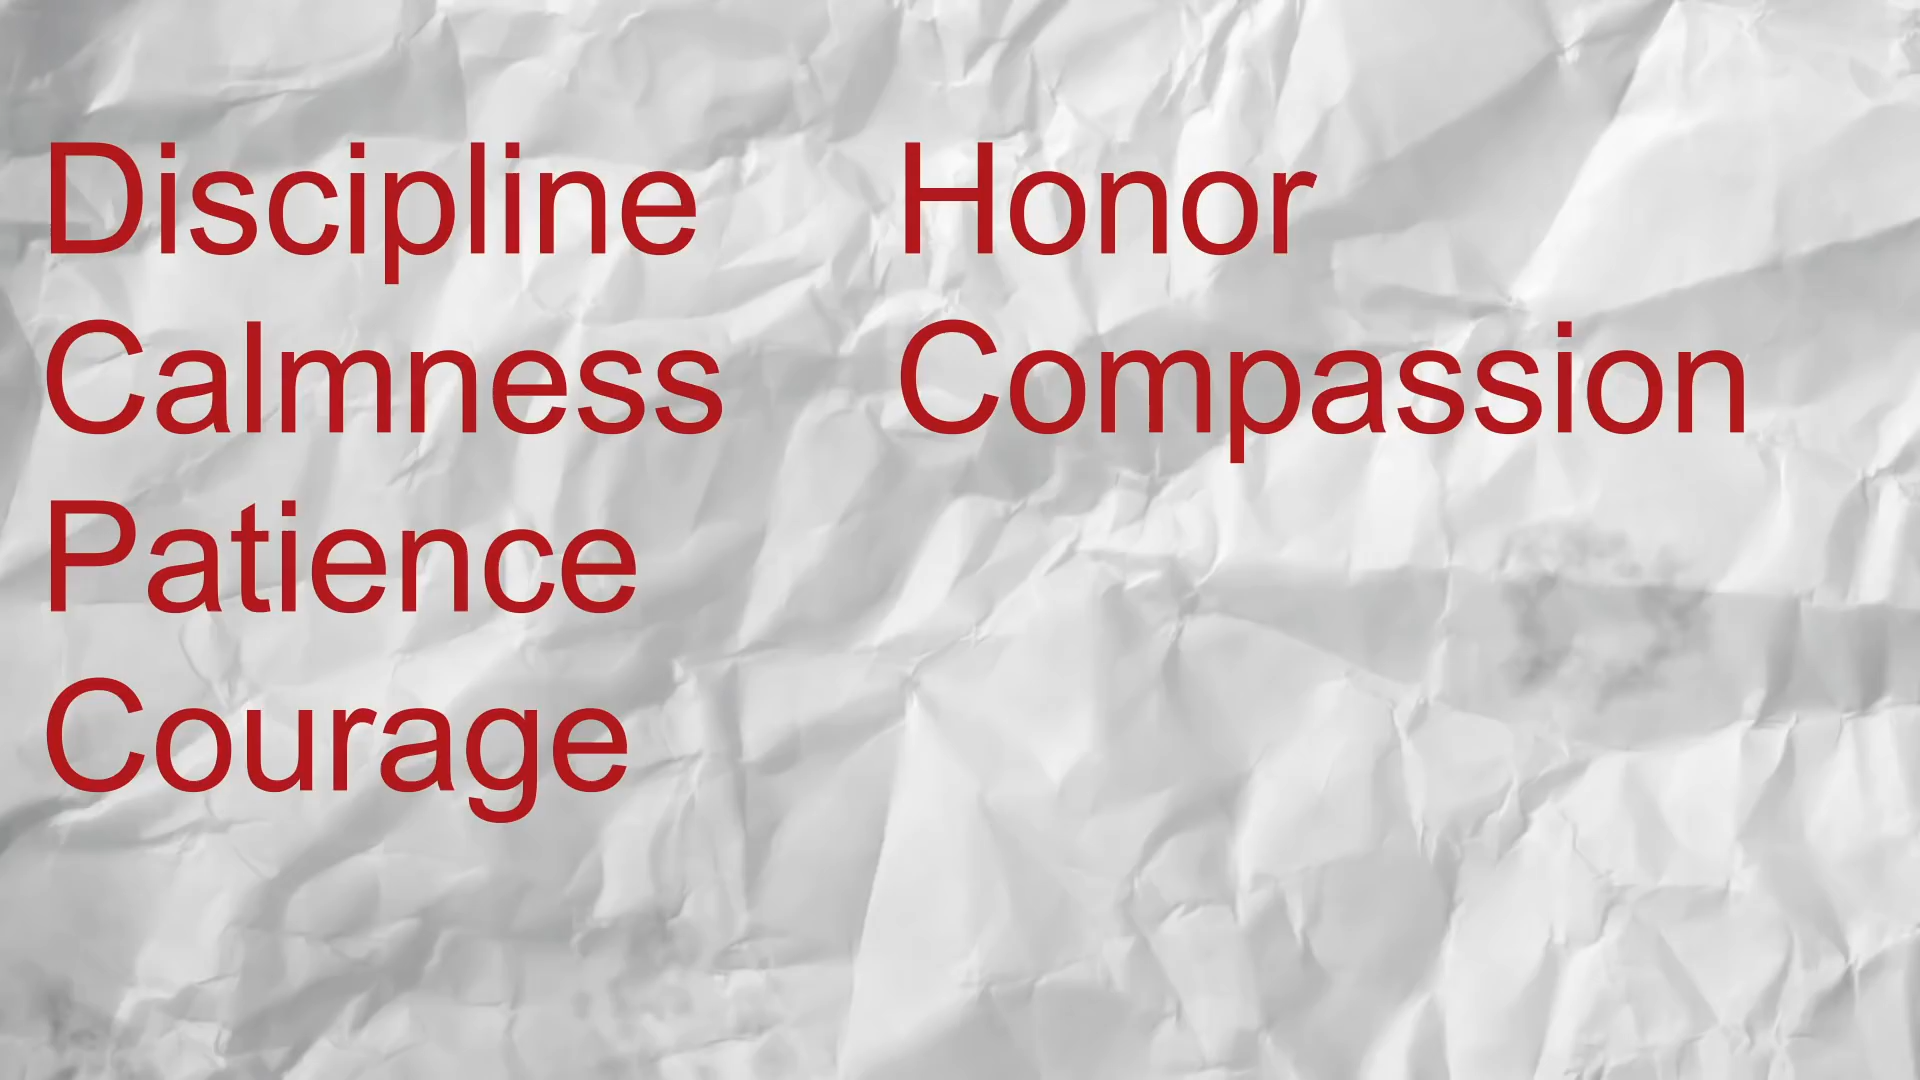 Discipline
Calmness
Patience
Courage
Honor
Compassion